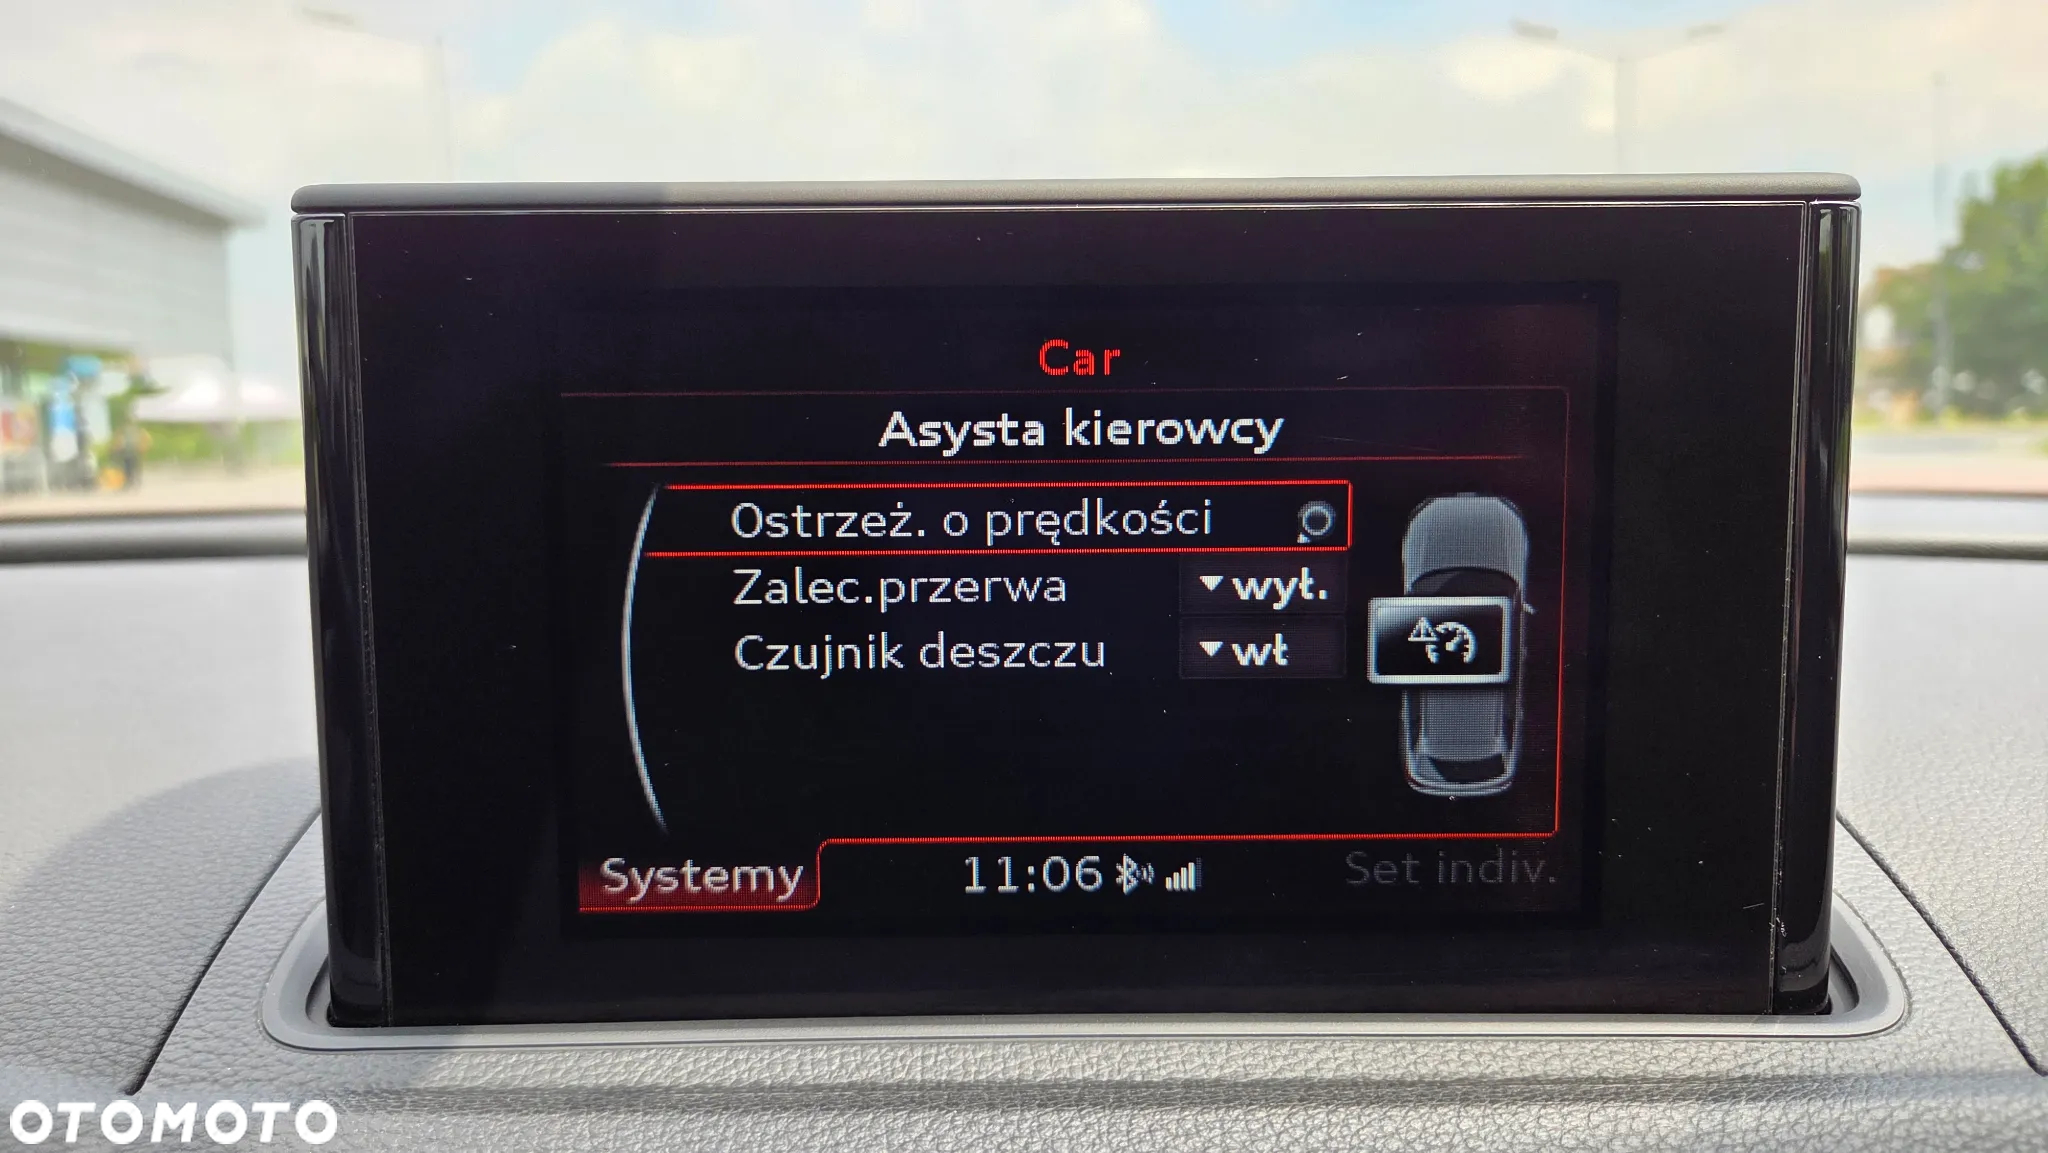 Car
Asysta kierowcy
Ostrzeż. o prędkości
Zalec.przerwa wył.
Czujnik deszczu wł
Systemy 11:06 Set indiv.
OTOMOTO